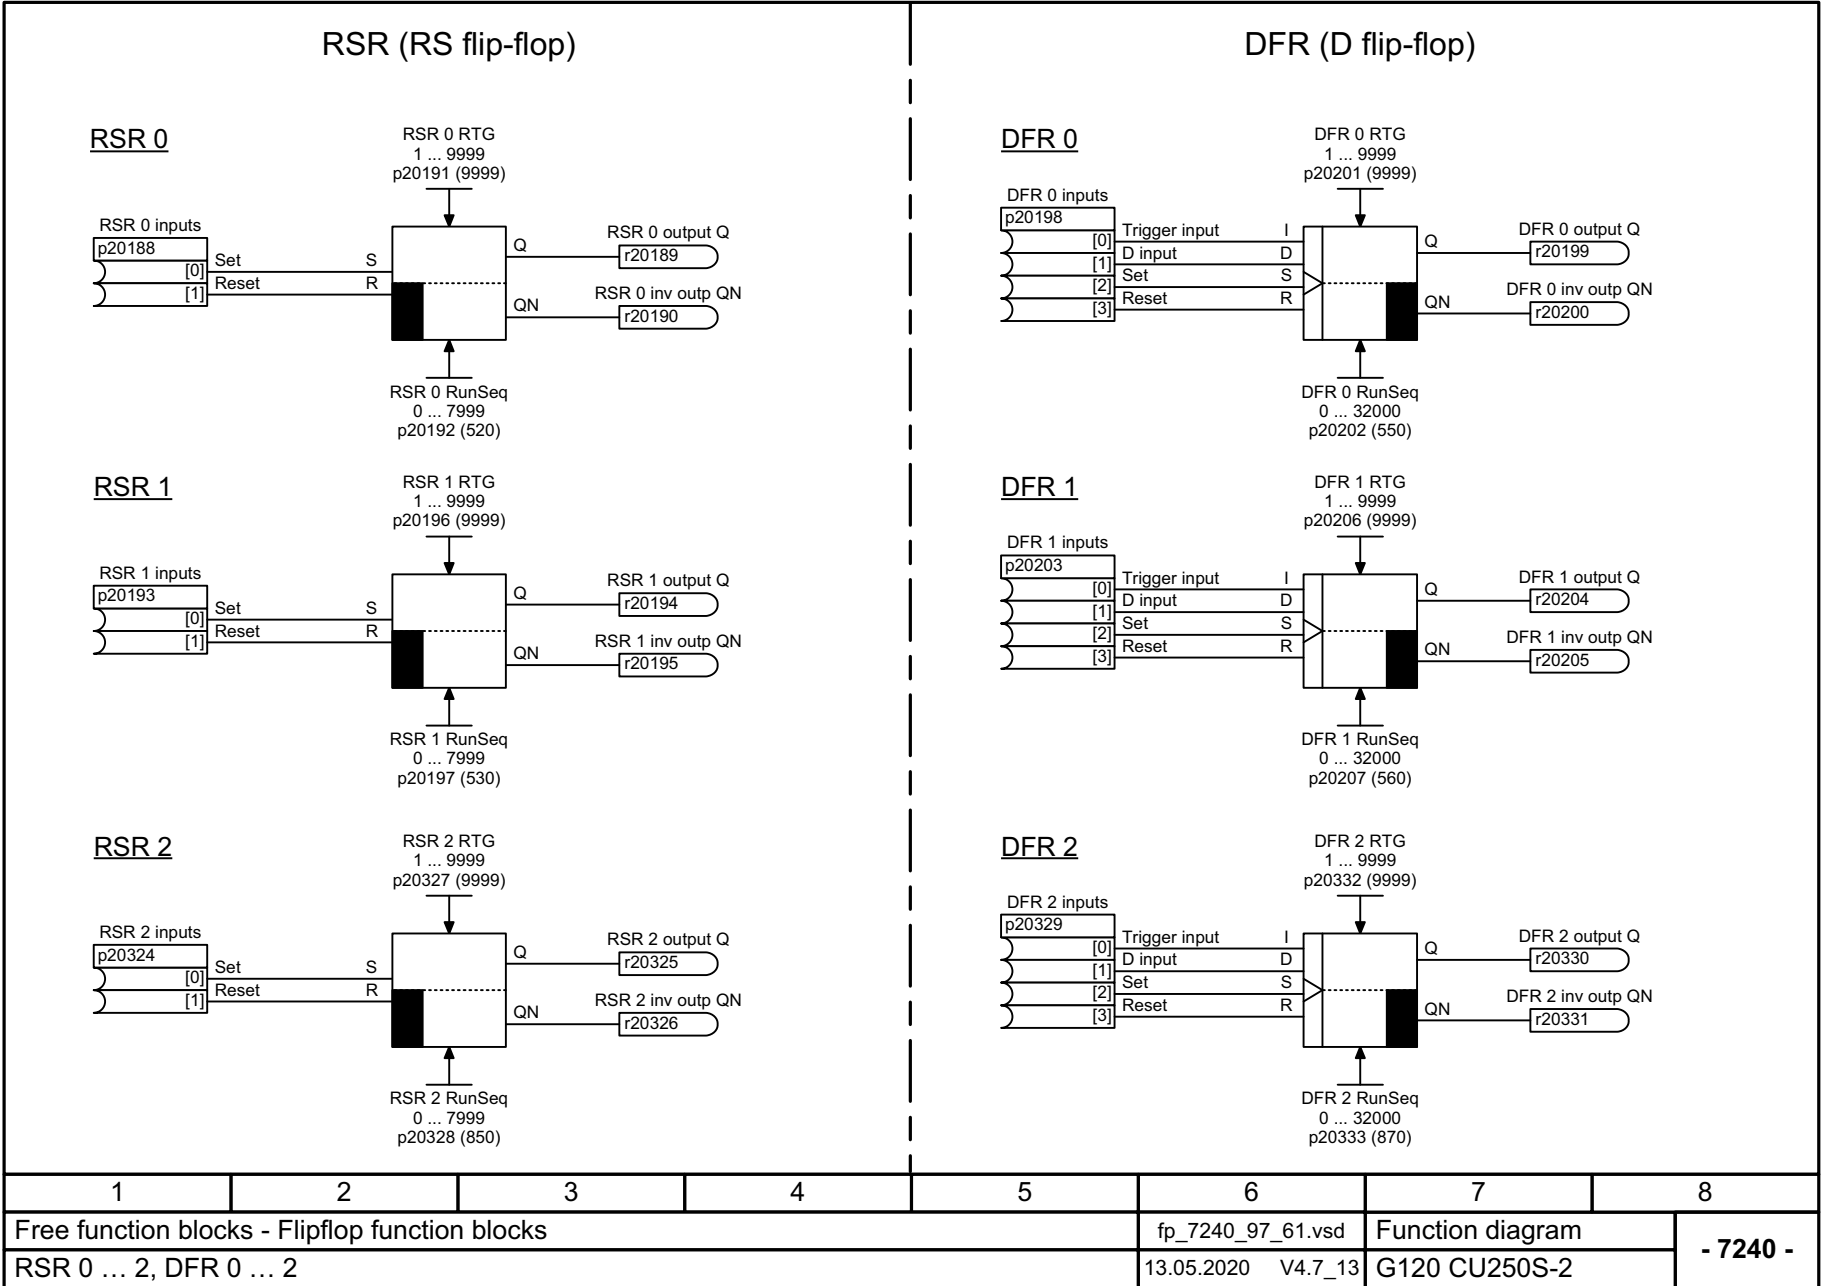 RSR (RS flip-flop)
RSR 0
RSR 0 RTG
1 ... 9999
p20191 (9999)
RSR 0 inputs
p20188
[0]
[1]
Set
Reset
S
R
Q
QN
RSR 0 output Q
r20189
RSR 0 inv outp QN
r20190
RSR 0 RunSeq
0 ... 7999
p20192 (520)
RSR 1
RSR 1 RTG
1 ... 9999
p20196 (9999)
RSR 1 inputs
p20193
[0]
[1]
Set
Reset
S
R
Q
QN
RSR 1 output Q
r20194
RSR 1 inv outp QN
r20195
RSR 1 RunSeq
0 ... 7999
p20197 (530)
RSR 2
RSR 2 RTG
1 ... 9999
p20327 (9999)
RSR 2 inputs
p20324
[0]
[1]
Set
Reset
S
R
Q
QN
RSR 2 output Q
r20325
RSR 2 inv outp QN
r20326
RSR 2 RunSeq
0 ... 7999
p20328 (850)
DFR (D flip-flop)
DFR 0
DFR 0 RTG
1 ... 9999
p20201 (9999)
DFR 0 inputs
p20198
[0]
[1]
[2]
[3]
Trigger input
D input
Set
Reset
I
D
S
R
Q
QN
DFR 0 output Q
r20199
DFR 0 inv outp QN
r20200
DFR 0 RunSeq
0 ... 32000
p20202 (550)
DFR 1
DFR 1 RTG
1 ... 9999
p20206 (9999)
DFR 1 inputs
p20203
[0]
[1]
[2]
[3]
Trigger input
D input
Set
Reset
I
D
S
R
Q
QN
DFR 1 output Q
r20204
DFR 1 inv outp QN
r20205
DFR 1 RunSeq
0 ... 32000
p20207 (560)
DFR 2
DFR 2 RTG
1 ... 9999
p20332 (9999)
DFR 2 inputs
p20329
[0]
[1]
[2]
[3]
Trigger input
D input
Set
Reset
I
D
S
R
Q
QN
DFR 2 output Q
r20330
DFR 2 inv outp QN
r20331
DFR 2 RunSeq
0 ... 32000
p20333 (870)
1 2 3 4 5 6 7 8
Free function blocks - Flipflop function blocks
fp_7240_97_61.vsd
Function diagram
- 7240 -
RSR 0 … 2, DFR 0 … 2
13.05.2020 V4.7_13
G120 CU250S-2